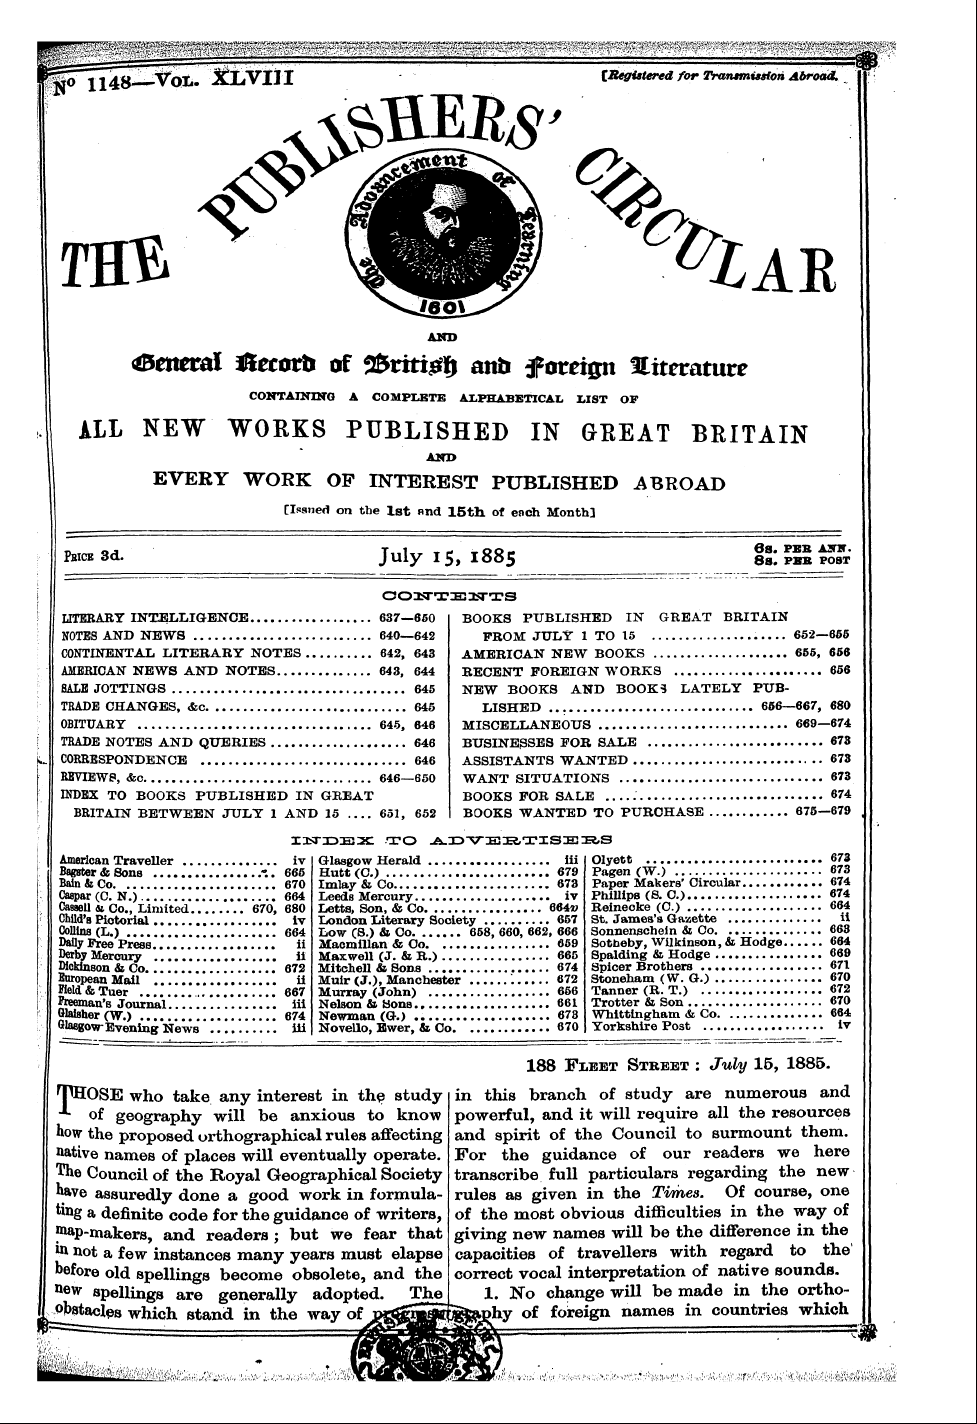 No 1148—VOL. XLVIII [Registered for Transmission Abroad.
THE PUBLISHERS' CIRCULAR
The Advancement of Learning
1601
AND
General Record of British and Foreign Literature
CONTAINING A COMPLETE ALPHABETICAL LIST OF
ALL NEW WORKS PUBLISHED IN GREAT BRITAIN
AND
EVERY WORK OF INTEREST PUBLISHED ABROAD
[Issued on the 1st and 15th of each Month]
PRICE 3d. July 15, 1885
6s. PER ANN.
8s. PER POST
CONTENTS
LITERARY INTELLIGENCE.................. 637—650
NOTES AND NEWS .......................... 640—642
CONTINENTAL LITERARY NOTES .......... 642, 643
AMERICAN NEWS AND NOTES.............. 643, 644
SALE JOTTINGS .................................. 645
TRADE CHANGES, &c. ............................ 645
OBITUARY .................................. 645, 646
TRADE NOTES AND QUERIES .................... 646
CORRESPONDENCE .............................. 646
REVIEWS, &c................................. 646—650
INDEX TO BOOKS PUBLISHED IN GREAT
BRITAIN BETWEEN JULY 1 AND 15 .... 651, 652
BOOKS PUBLISHED IN GREAT BRITAIN
FROM JULY 1 TO 15 .................... 652—655
AMERICAN NEW BOOKS .................... 655, 656
RECENT FOREIGN WORKS ...................... 656
NEW BOOKS AND BOOKS LATELY PUB-
LISHED .............................. 656—667, 680
MISCELLANEOUS ........................ 669—674
BUSINESSES FOR SALE .......................... 673
ASSISTANTS WANTED ............................ 673
WANT SITUATIONS .............................. 673
BOOKS FOR SALE ................................ 674
BOOKS WANTED TO PURCHASE ............ 675—679
INDEX TO ADVERTISERS
American Traveller .............. iv
Bagster & Sons .................. 665
Bain & Co. ...................... 670
Caspar (C. N.) .................. 664
Cassell & Co., Limited........ 670, 680
Child's Pictorial .................. iv
Collins (L.) ...................... 664
Daily Free Press.................. ii
Derby Mercury .................. ii
Dickinson & Co.................. 672
European Mail .................. ii
Field & Tuer .................... 667
Freeman's Journal................ iii
Glaisher (W.) .................... 674
Glasgow Evening News .......... iii
Glasgow Herald .................. iii
Hutt (C.) ........................ 679
Imlay & Co....................... 673
Leeds Mercury .................... iv
Letts, Son, & Co. ................ 664D
London Literary Society .......... 657
Low (S.) & Co. ...... 658, 660, 662, 666
Macmillan & Co. ................ 659
Maxwell (J. & R.) ................ 665
Mitchell & Sons .................. 674
Muir (J.), Manchester ............ 672
Murray (John) .................... 656
Nelson & Sons.................... 661
Newman (G.) .................... 673
Novello, Ewer, & Co. ............ 670
Olyett .......................... 673
Pagen (W.) ...................... 673
Paper Makers' Circular............ 674
Phillips (S. C.) .................. 674
Reinecke (C.) .................... 664
St. James's Gazette .............. ii
Sonnenschein & Co. .............. 663
Sotheby, Wilkinson, & Hodge...... 664
Spalding & Hodge ................ 669
Spicer Brothers .................. 671
Stoneham (W. G.) ................ 670
Tanner (R. T.) .................. 672
Trotter & Son .................... 670
Whittingham & Co. .............. 664
Yorkshire Post .................. iv
188 FLEET STREET : July 15, 1885.
THOSE who take any interest in the study
of geography will be anxious to know
how the proposed orthographical rules affecting
native names of places will eventually operate.
The Council of the Royal Geographical Society
have assuredly done a good work in formula-
ting a definite code for the guidance of writers,
map-makers, and readers ; but we fear that
in not a few instances many years must elapse
before old spellings become obsolete, and the
new spellings are generally adopted. The
obstacles which stand in the way of
in this branch of study are numerous and
powerful, and it will require all the resources
and spirit of the Council to surmount them.
For the guidance of our readers we here
transcribe full particulars regarding the new
rules as given in the Times. Of course, one
of the most obvious difficulties in the way of
giving new names will be the difference in the
capacities of travellers with regard to the
correct vocal interpretation of native sounds.
1. No change will be made in the ortho-
graphy of foreign names in countries which